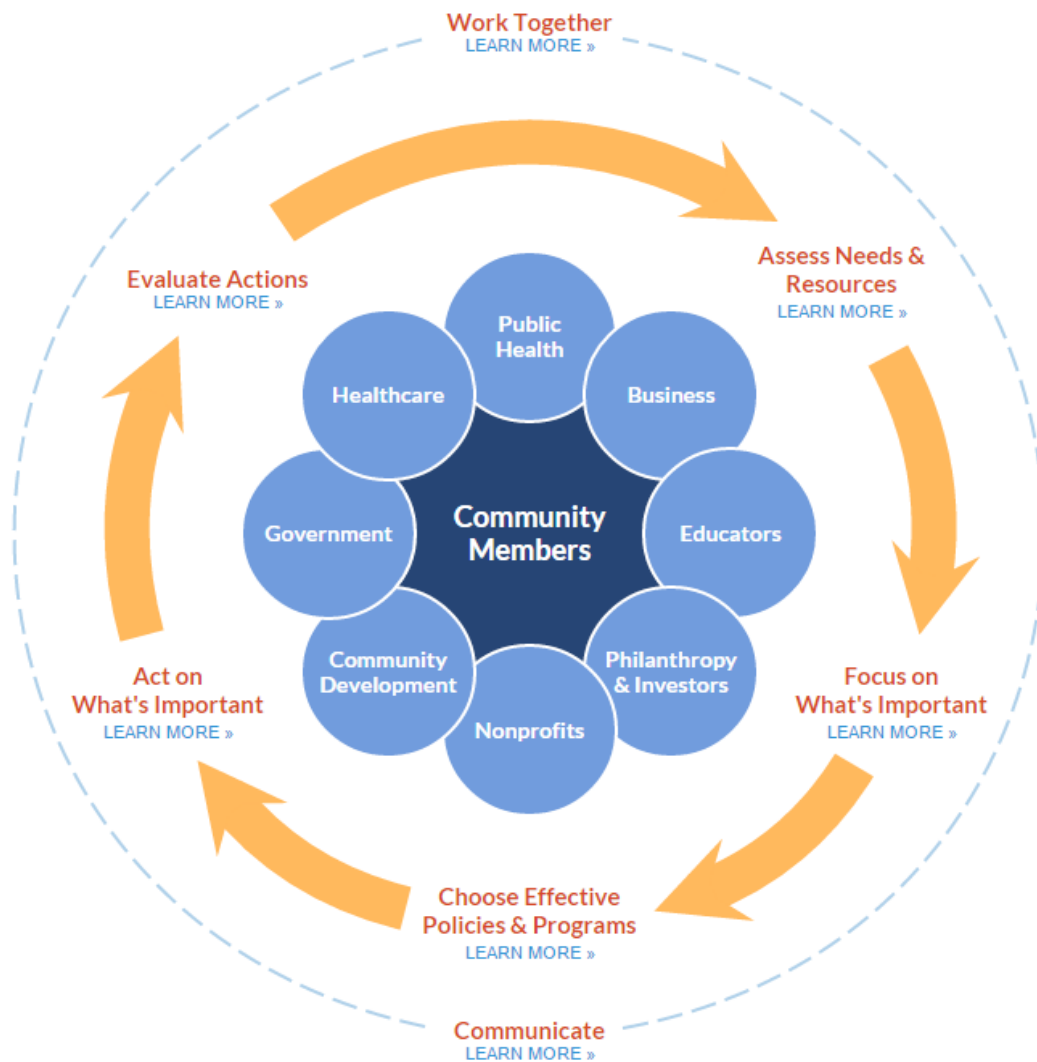 Work Together
LEARN MORE »
Assess Needs &
Resources
LEARN MORE »
Evaluate Actions
LEARN MORE »
Public
Health
Healthcare
Business
Community
Members
Government
Educators
Community
Development
Philanthropy
& Investors
Nonprofits
Act on
What's Important
LEARN MORE »
Focus on
What's Important
LEARN MORE »
Choose Effective
Policies & Programs
LEARN MORE »
Communicate
LEARN MORE »